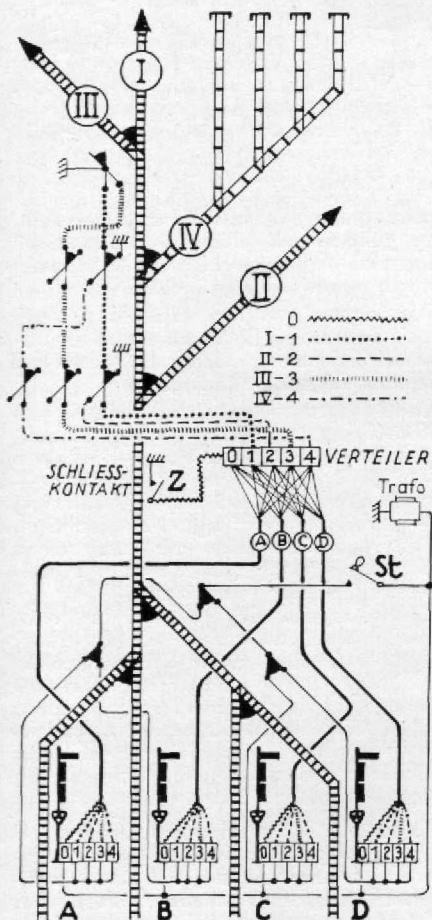 I
III
IV
II
0
I-1
II-2
III-3
IV-4
0 1 2 3 4 VERTEILER
SCHLIESS-
KONTAKT
Z
Trafo
A B C D
St
0 1 2 3 4
0 1 2 3 4
0 1 2 3 4
0 1 2 3 4
A B C D